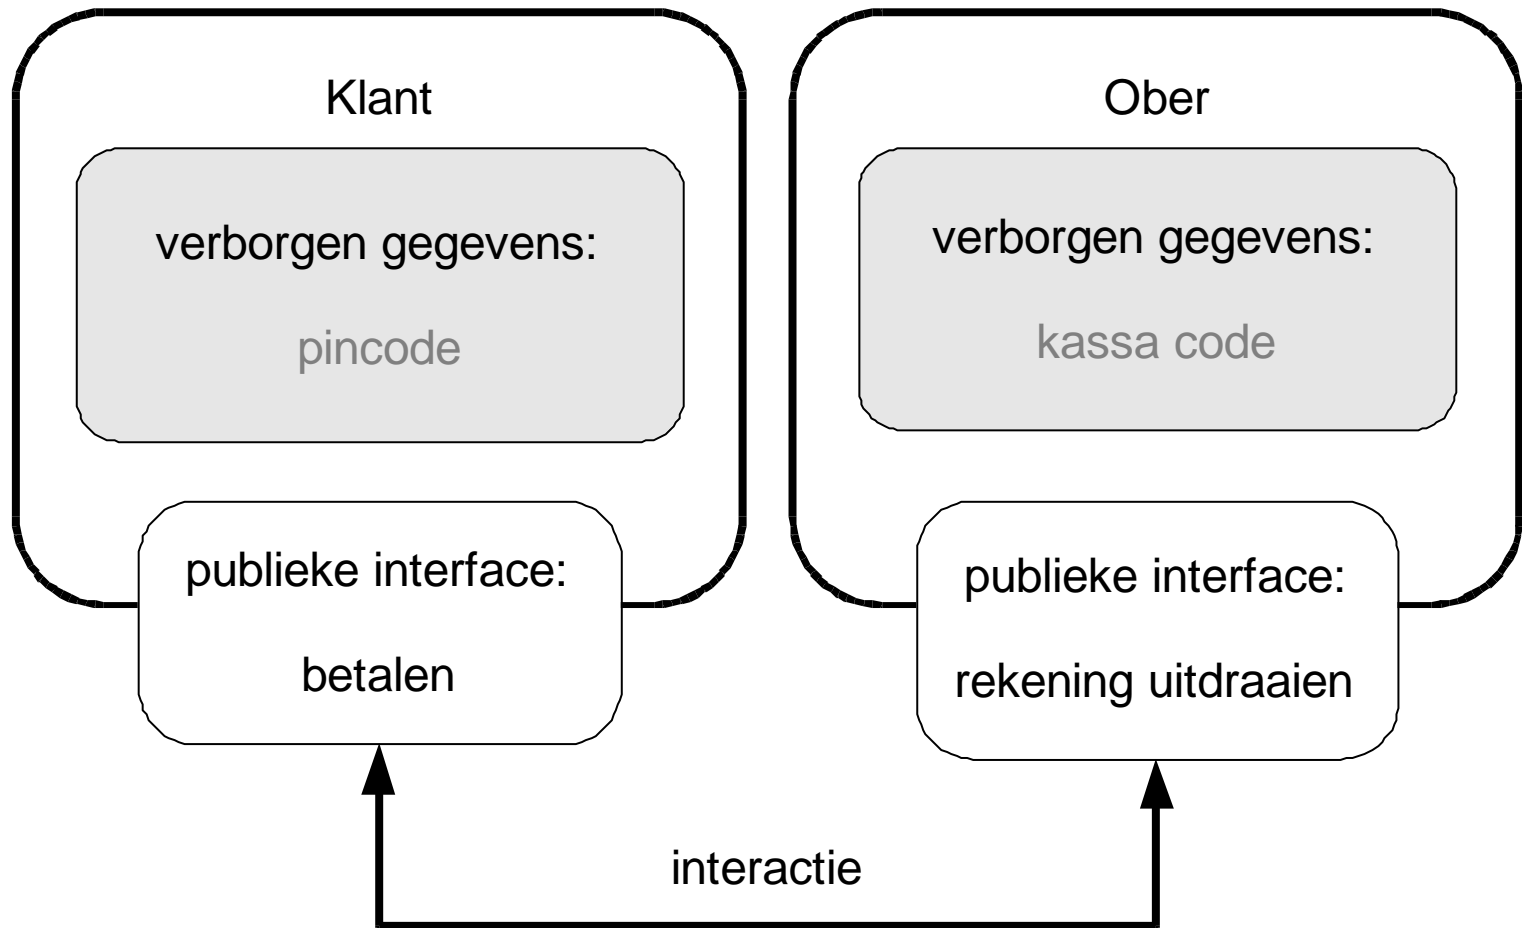 Klant
verborgen gegevens:
pincode
publieke interface:
betalen
Ober
verborgen gegevens:
kassa code
publieke interface:
rekening uitdraaien
interactie